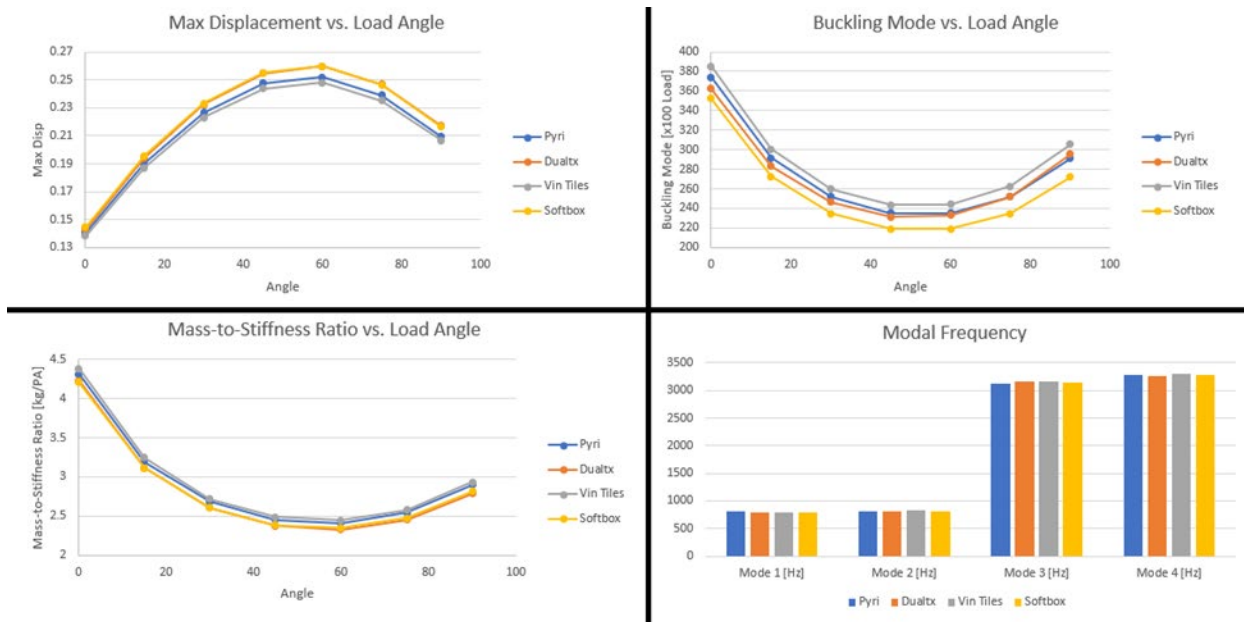 Max Displacement vs. Load Angle
0.27
0.25
0.23
0.21
0.19
0.17
0.15
0.13
Max Disp
0 20 40 60 80 100
Angle
Pyri
Dualtx
Vin Tiles
Softbox
Buckling Mode vs. Load Angle
400
380
360
340
320
300
280
260
240
220
200
Buckling Mode [x100 Load]
0 20 40 60 80 100
Angle
Pyri
Dualtx
Vin Tiles
Softbox
Mass-to-Stiffness Ratio vs. Load Angle
4.5
4
3.5
3
2.5
2
Mass-to-Stiffness Ratio [kg/PA]
0 20 40 60 80 100
Angle
Pyri
Dualtx
Vin Tiles
Softbox
Modal Frequency
3500
3000
2500
2000
1500
1000
500
0
Mode 1 [Hz] Mode 2 [Hz] Mode 3 [Hz] Mode 4 [Hz]
Pyri Dualtx Vin Tiles Softbox